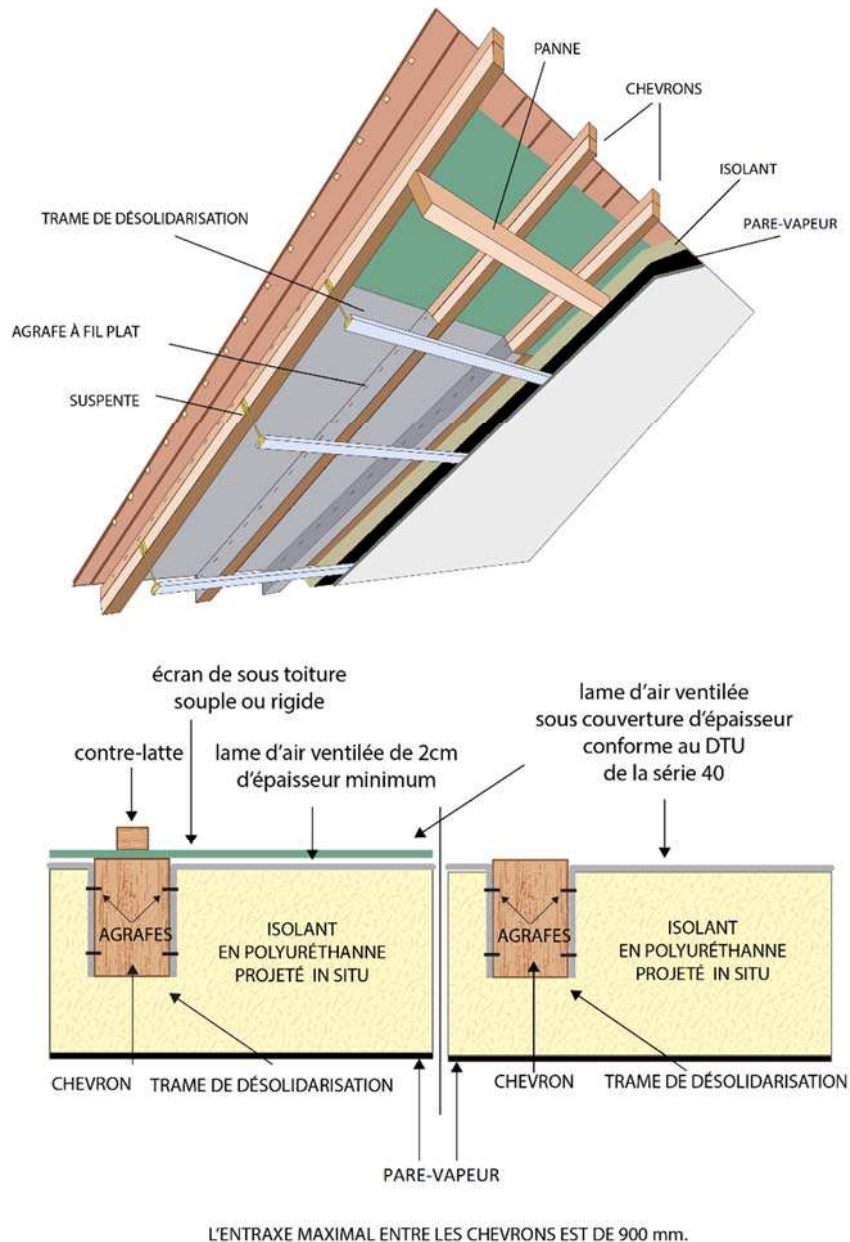 PANNE
CHEVRONS
ISOLANT
PARE-VAPEUR
TRAME DE DÉSOLIDARISATION
AGRAFE À FIL PLAT
SUSPENTE
écran de sous toiture
souple ou rigide
lame d'air ventilée
sous couverture d'épaisseur
conforme au DTU
de la série 40
contre-latte
lame d'air ventilée de 2cm
d'épaisseur minimum
AGRAFES
ISOLANT
EN POLYURÉTHANNE
PROJETÉ IN SITU
AGRAFES
ISOLANT
EN POLYURÉTHANNE
PROJETÉ IN SITU
CHEVRON
TRAME DE DÉSOLIDARISATION
CHEVRON
TRAME DE DÉSOLIDARISATION
PARE-VAPEUR
L'ENTRAXE MAXIMAL ENTRE LES CHEVRONS EST DE 900 mm.